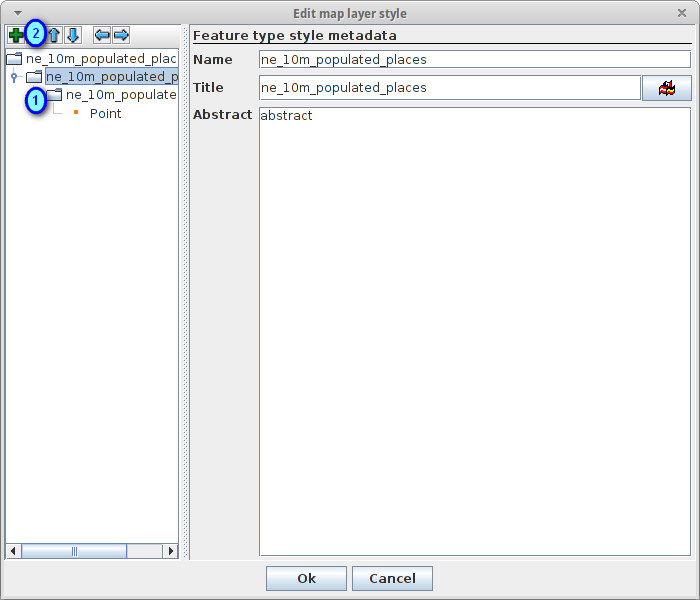 Edit map layer style
2
Feature type style metadata
ne_10m_populated_plac
Name
ne_10m_populated_places
ne_10m_populated_p
Title
ne_10m_populated_places
1
ne_10m_populate
Point
Abstract
abstract
Ok
Cancel